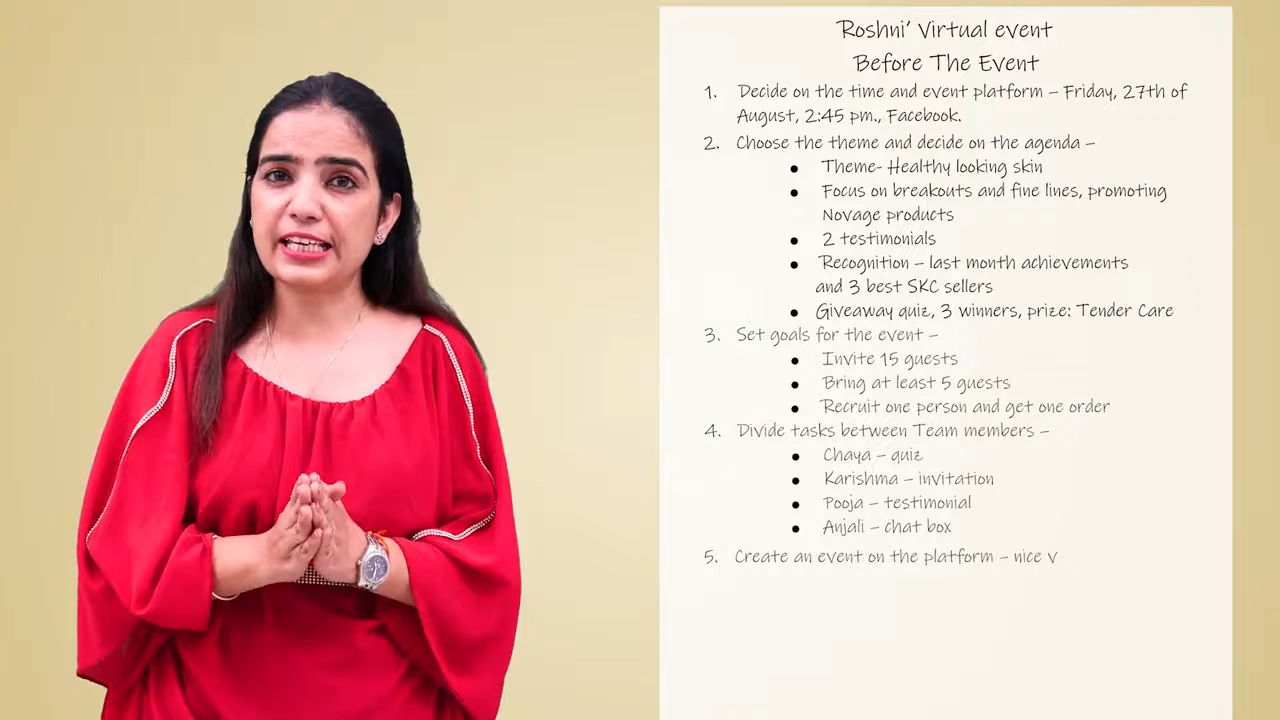 Roshni' Virtual event
Before The Event
1. Decide on the time and event platform – Friday, 27th of
August, 2:45 pm., Facebook.
2. Choose the theme and decide on the agenda –
● Theme- Healthy looking skin
● Focus on breakouts and fine lines, promoting
Novage products
● 2 testimonials
● Recognition – last month achievements
and 3 best SKC sellers
● Giveaway quiz, 3 winners, prize: Tender Care
3. Set goals for the event –
● Invite 15 guests
● Bring at least 5 guests
● Recruit one person and get one order
4. Divide tasks between Team members –
● Chaya – quiz
● Karishma – invitation
● Pooja – testimonial
● Anjali – chat box
5. Create an event on the platform – nice v